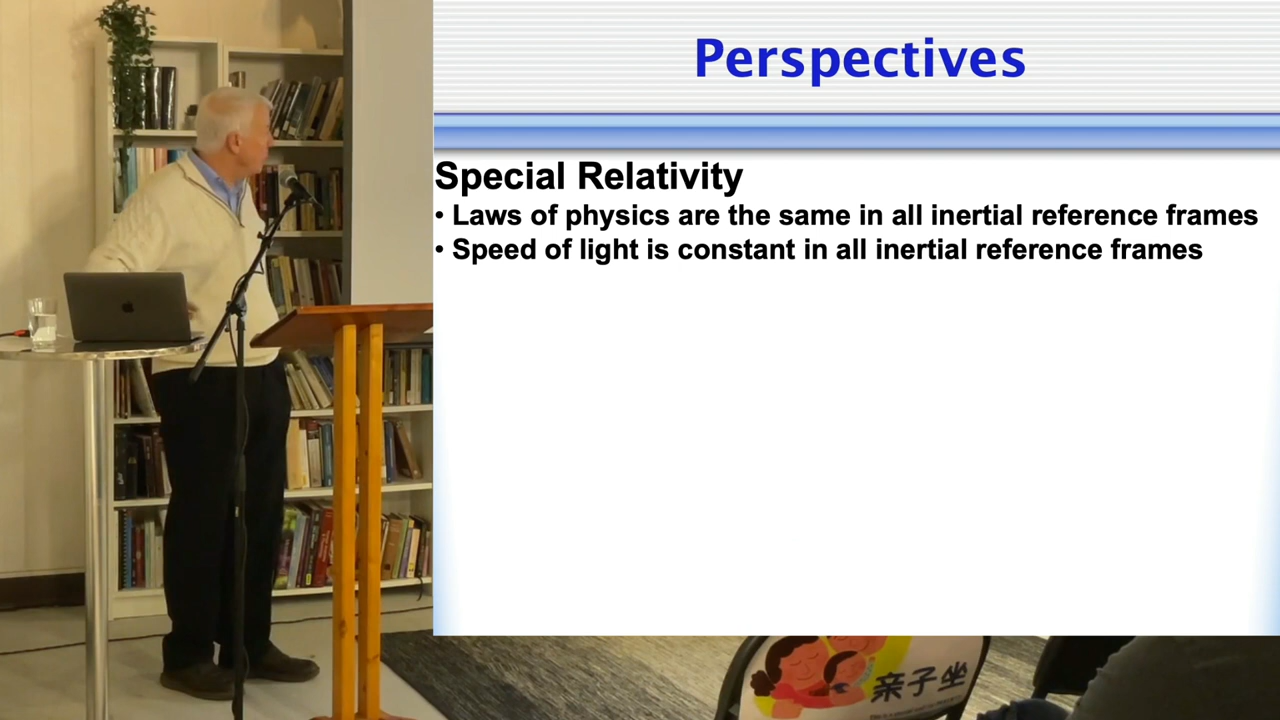 Perspectives
Special Relativity
• Laws of physics are the same in all inertial reference frames
• Speed of light is constant in all inertial reference frames
亲子坐